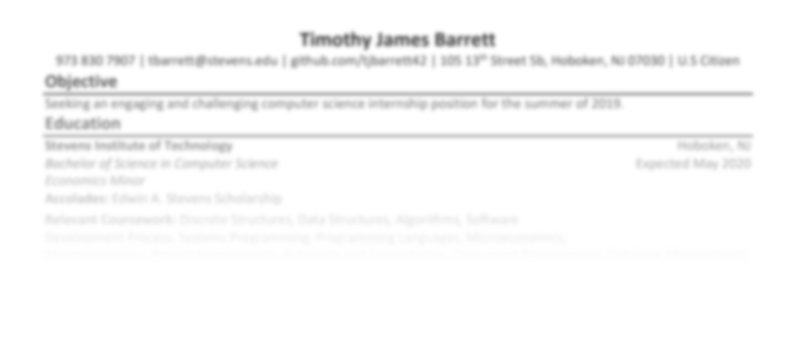 Timothy James Barrett
973 830 7907 | tbarrett@stevens.edu | github.com/tjbarrett42 | 105 13th Street 5b, Hoboken, NJ 07030 | U.S Citizen
Objective
Seeking an engaging and challenging computer science internship position for the summer of 2019.
Education
Stevens Institute of Technology Hoboken, NJ
Bachelor of Science in Computer Science Expected May 2020
Economics Minor
Accolades: Edwin A. Stevens Scholarship
Relevant Coursework: Discrete Structures, Data Structures, Algorithms, Software
Development Process, Systems Programming, Programming Languages, Microeconomics,